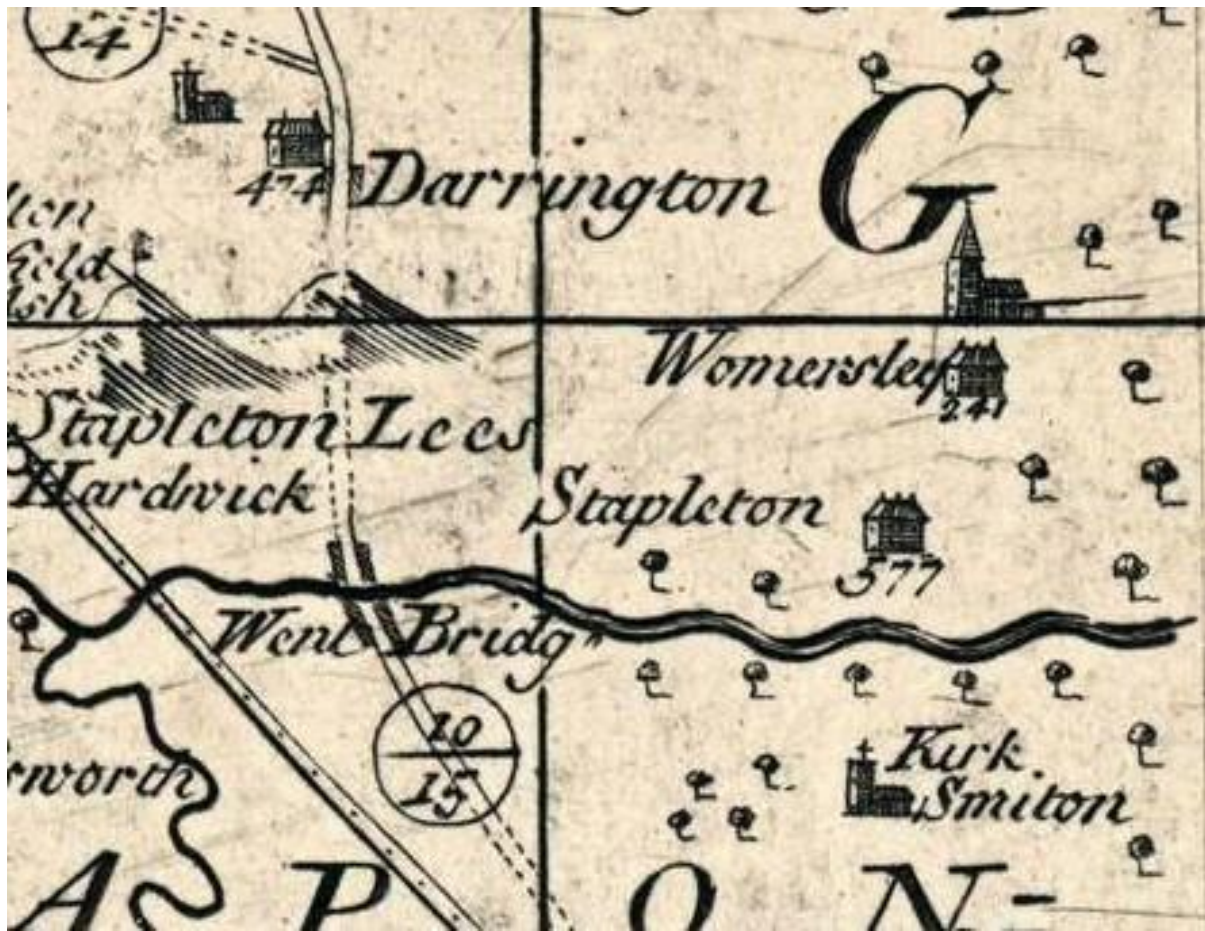 14
474 Darrington
G
Womersley
241
Stapleton Lees
Hardwick
Stapleton
577
Went Bridg"
10
15
Kirk
Smiton
rworth
A P O N-